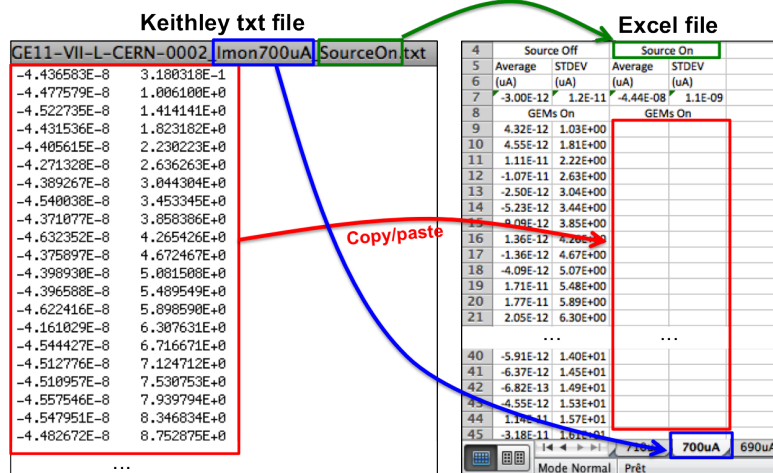 Keithley txt file
GE11-VII-L-CERN-0002_Imon700uA_SourceOn.txt
-4.436583E-8 3.180318E-1
-4.477579E-8 1.006100E+0
-4.522735E-8 1.414141E+0
-4.431536E-8 1.823182E+0
-4.405615E-8 2.230223E+0
-4.271328E-8 2.636263E+0
-4.389267E-8 3.044304E+0
-4.540038E-8 3.453345E+0
-4.371077E-8 3.858386E+0
-4.632352E-8 4.265426E+0
-4.375897E-8 4.672467E+0
-4.398930E-8 5.081508E+0
-4.396588E-8 5.489549E+0
-4.622416E-8 5.898590E+0
-4.161029E-8 6.307631E+0
-4.544427E-8 6.716671E+0
-4.512776E-8 7.124712E+0
-4.510957E-8 7.530753E+0
-4.557546E-8 7.939794E+0
-4.547951E-8 8.346834E+0
-4.482672E-8 8.752875E+0
...
Copy/paste
Excel file
4 Source Off Source On
5 Average STDEV Average STDEV
6 (uA) (uA) (uA) (uA)
7 -3.00E-12 1.2E-11 -4.44E-08 1.1E-09
8 GEMs On GEMs On
9 4.32E-12 1.03E+00
10 4.55E-12 1.81E+00
11 1.11E-11 2.22E+00
12 -1.07E-11 2.63E+00
13 -2.50E-12 3.04E+00
14 -5.23E-12 3.44E+00
15 -9.09E-12 3.85E+00
16 1.36E-12
17 -1.36E-12 4.67E+00
18 -4.09E-12 5.07E+00
19 1.71E-11 5.48E+00
20 1.77E-11 5.89E+00
21 2.05E-12 6.30E+00
... ...
40 -5.91E-12 1.40E+01
41 -6.37E-12 1.45E+01
42 -6.82E-13 1.49E+01
43 -4.55E-12 1.53E+01
44 1.14E-11 1.57E+01
45 -3.18E-11 1.61E+01
710uA 700uA 690uA
Mode Normal Prêt